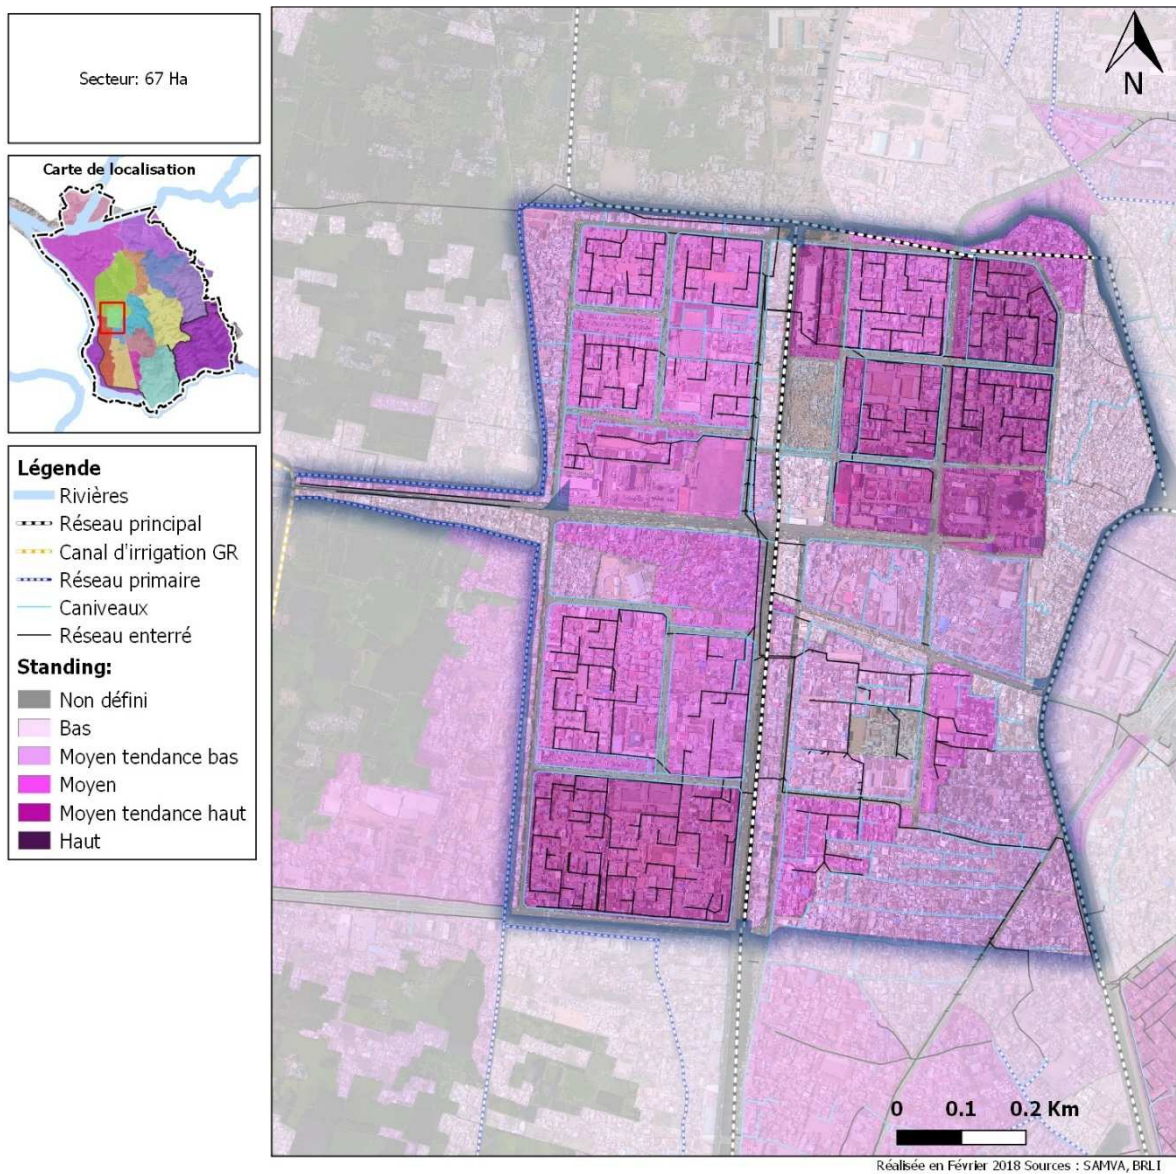 Secteur: 67 Ha
Carte de localisation
Légende
Rivières
Réseau principal
Canal d'irrigation GR
Réseau primaire
Caniveaux
Réseau enterré
Standing:
Non défini
Bas
Moyen tendance bas
Moyen
Moyen tendance haut
Haut
N
0 0.1 0.2 Km
Réalisée en Février 2018 Sources : SAMVA, BRLI